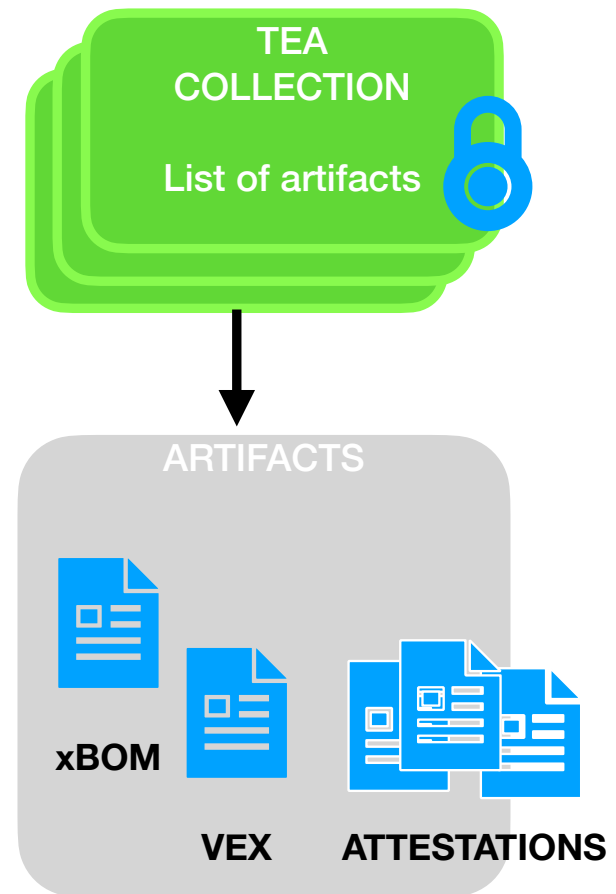 TEA
COLLECTION
List of artifacts
ARTIFACTS
xBOM
VEX
ATTESTATIONS